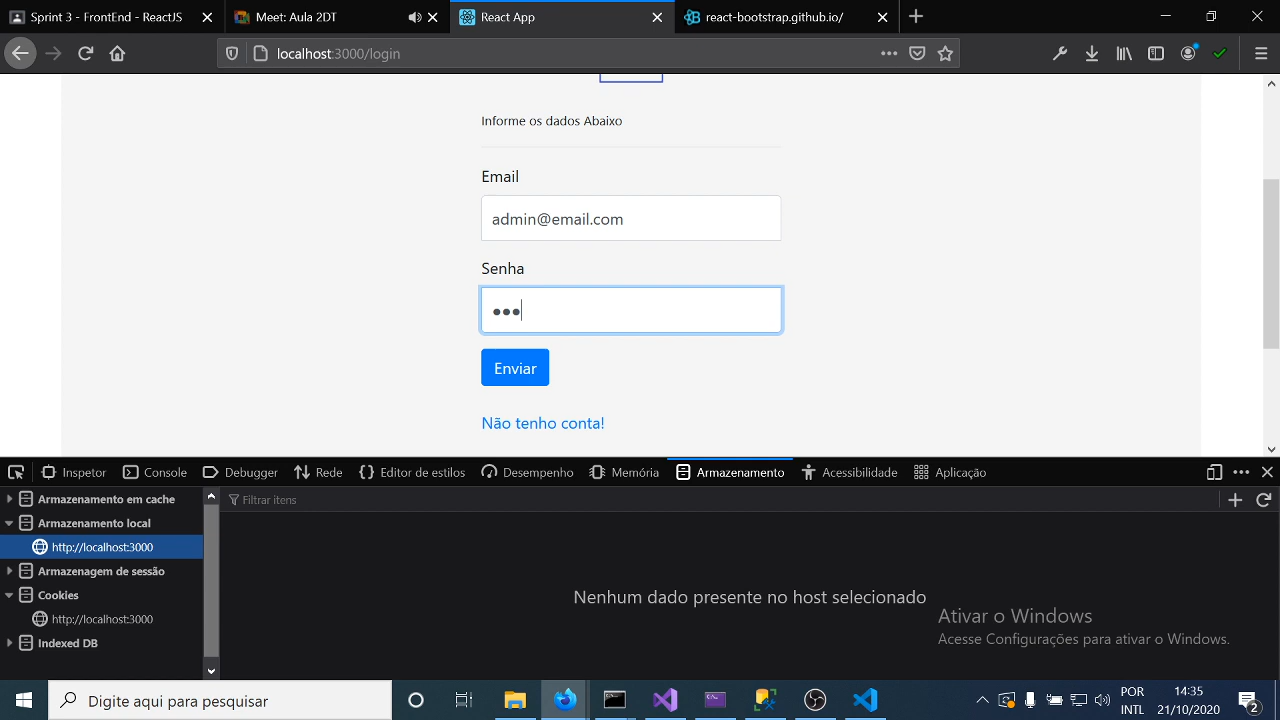 Sprint 3 - FrontEnd - ReactJS
Meet: Aula 2DT
React App
react-bootstrap.github.io/
localhost:3000/login
Informe os dados Abaixo
Email
admin@email.com
Senha
•••
Enviar
Não tenho conta!
Inspetor
Console
Debugger
Rede
Editor de estilos
Desempenho
Memória
Armazenamento
Acessibilidade
Aplicação
Armazenamento em cache
Armazenamento local
http://localhost:3000
Armazenagem de sessão
Cookies
http://localhost:3000
Indexed DB
Filtrar itens
Nenhum dado presente no host selecionado
Ativar o Windows
Acesse Configurações para ativar o Windows.
Digite aqui para pesquisar
POR
INTL
14:35
21/10/2020
2